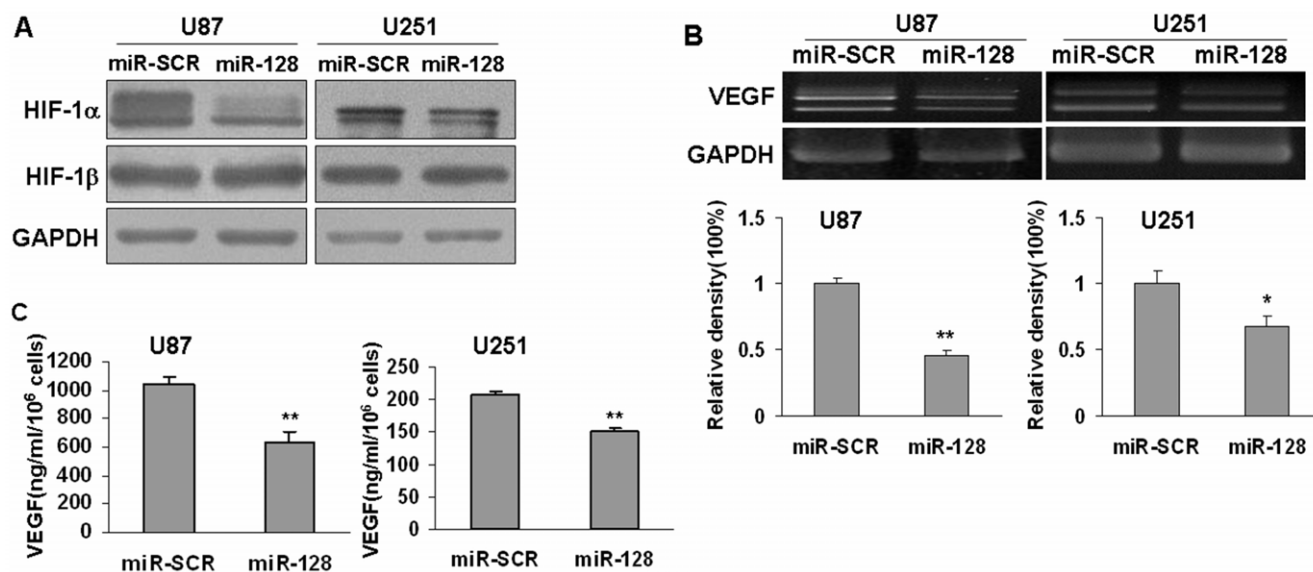 A
U87
U251
miR-SCR miR-128 miR-SCR miR-128
HIF-1α
HIF-1β
GAPDH
B
U87
U251
miR-SCR miR-128 miR-SCR miR-128
VEGF
GAPDH
Relative density(100%)
1.5
1
0.5
0
U87
**
miR-SCR miR-128
Relative density(100%)
1.5
1
0.5
0
U251
*
miR-SCR miR-128
C
VEGF(ng/ml/10⁶ cells)
1200
1000
800
600
400
200
0
U87
**
miR-SCR miR-128
VEGF(ng/ml/10⁶ cells)
250
200
150
100
50
0
U251
**
miR-SCR miR-128